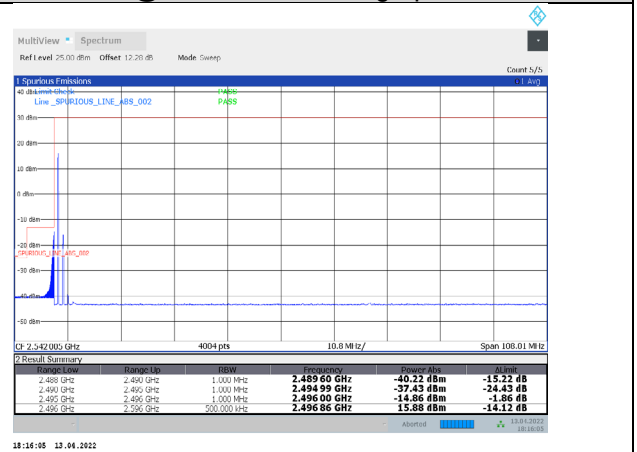 MultiView Spectrum
Ref Level 25.00 dBm Offset 12.28 dB Mode Sweep
Count 5/5
1 Spurious Emissions 1 Avg
40 dBm Limit Check PASS
Line _SPURIOUS_LINE_ABS_002 PASS
30 dBm
20 dBm
10 dBm
0 dBm
-10 dBm
-20 dBm
_SPURIOUS_LINE_ABS_002
-30 dBm
-40 dBm
-50 dBm
CF 2.542005 GHz 4004 pts 10.8 MHz/ Span 108.01 MHz
2 Result Summary
Range Low Range Up RBW Frequency Power Abs ΔLimit
2.488 GHz 2.490 GHz 1.000 MHz 2.489 60 GHz -40.22 dBm -15.22 dB
2.490 GHz 2.495 GHz 1.000 MHz 2.494 99 GHz -37.43 dBm -24.43 dB
2.495 GHz 2.496 GHz 1.000 MHz 2.496 00 GHz -14.86 dBm -1.86 dB
2.496 GHz 2.596 GHz 500.000 kHz 2.496 86 GHz 15.88 dBm -14.12 dB
Aborted 13.04.2022
18:16:05
18:16:05 13.04.2022